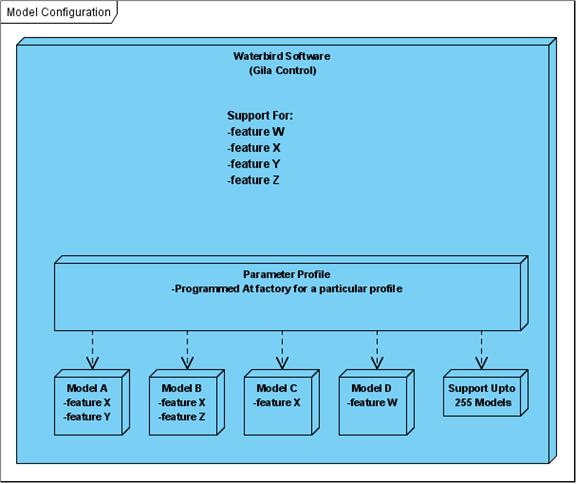 Model Configuration
Waterbird Software
(Gila Control)
Support For:
-feature W
-feature X
-feature Y
-feature Z
Parameter Profile
-Programmed At factory for a particular profile
Model A
-feature X
-feature Y
Model B
-feature X
-feature Z
Model C
-feature X
Model D
-feature W
Support Upto
255 Models